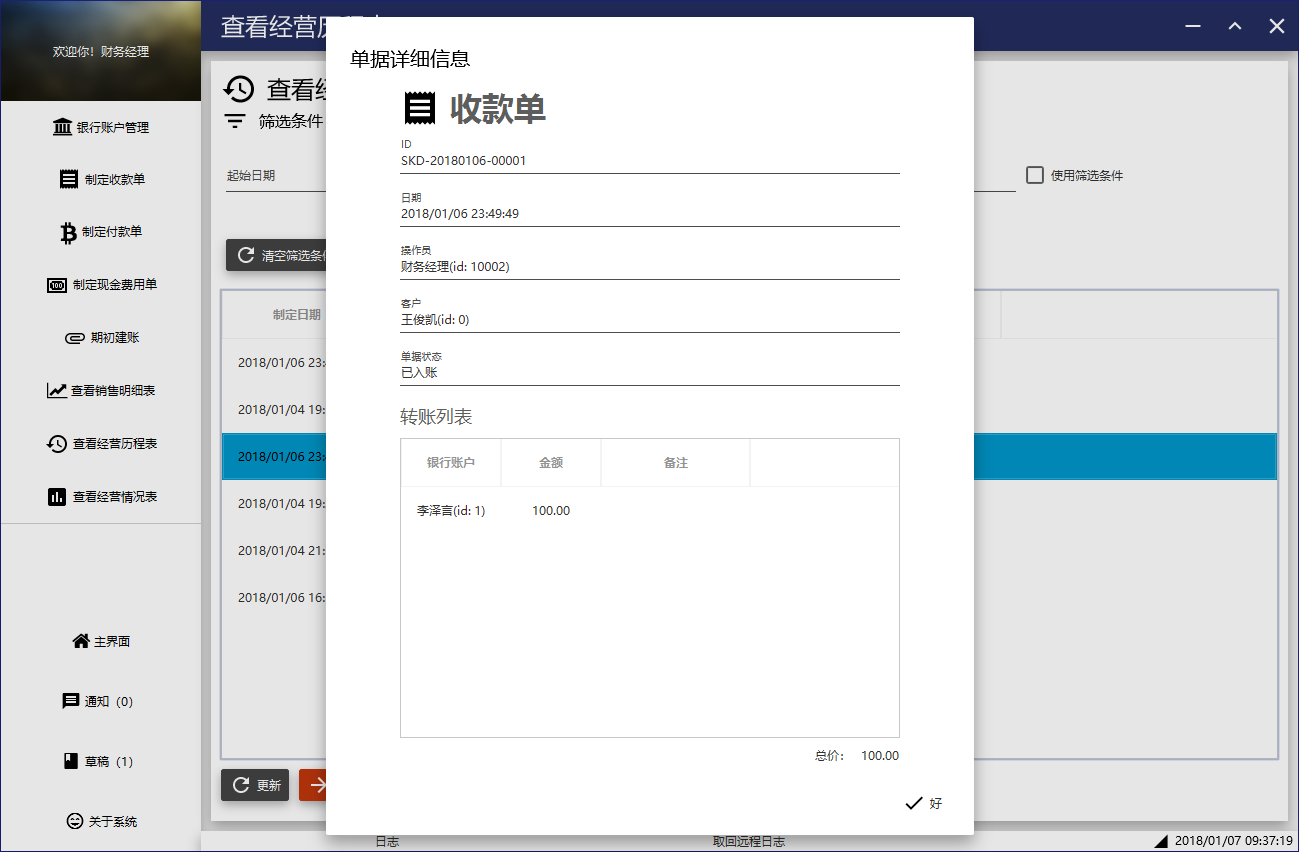 欢迎你！财务经理
银行账户管理
制定收款单
制定付款单
制定现金费用单
期初建账
查看销售明细表
查看经营历程表
查看经营情况表
主界面
通知（0）
草稿（1）
关于系统
查看经营历
查看经
筛选条件
起始日期
使用筛选条件
清空筛选条件
制定日期
2018/01/06 23:
2018/01/04 19:
2018/01/06 23:
2018/01/04 19:
2018/01/04 21:
2018/01/06 16:
更新
单据详细信息
收款单
ID
SKD-20180106-00001
日期
2018/01/06 23:49:49
操作员
财务经理(id: 10002)
客户
王俊凯(id: 0)
单据状态
已入账
转账列表
银行账户 金额 备注
李泽言(id: 1) 100.00
总价： 100.00
好
日志
取回远程日志
2018/01/07 09:37:19